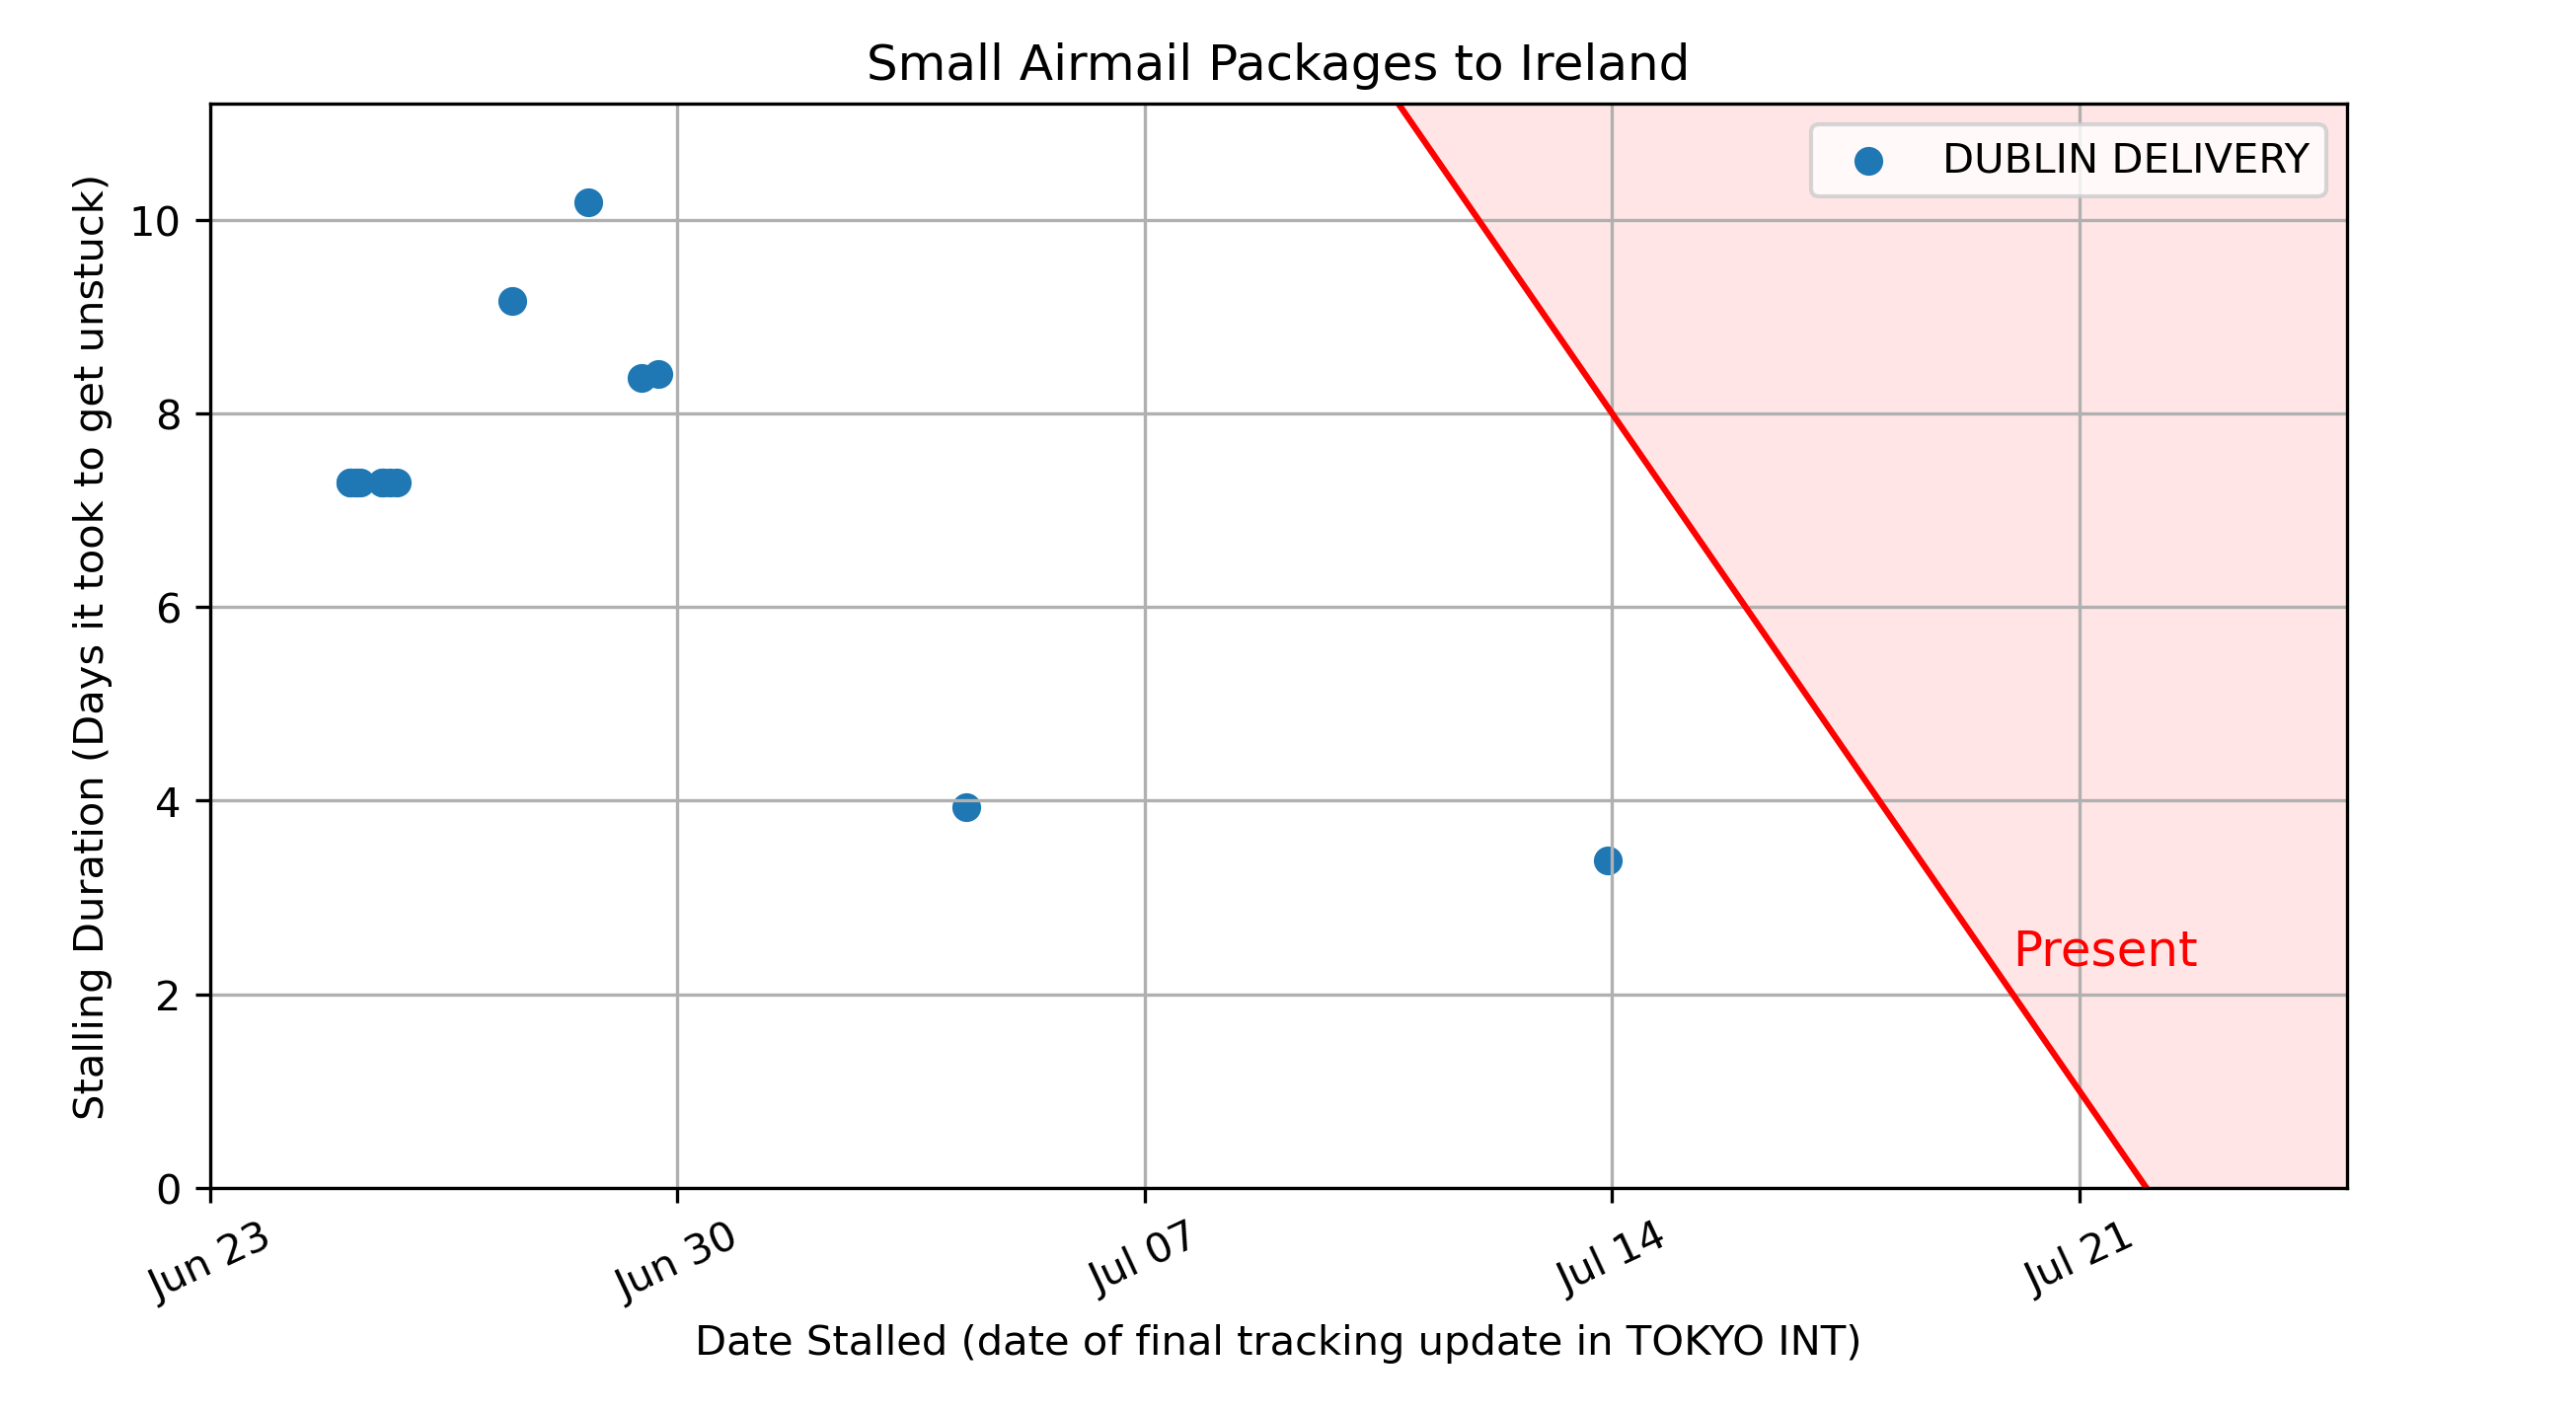 Small Airmail Packages to Ireland
DUBLIN DELIVERY
Stalling Duration (Days it took to get unstuck)
10
8
6
4
2
0
Present
Jun 23
Jun 30
Jul 07
Jul 14
Jul 21
Date Stalled (date of final tracking update in TOKYO INT)